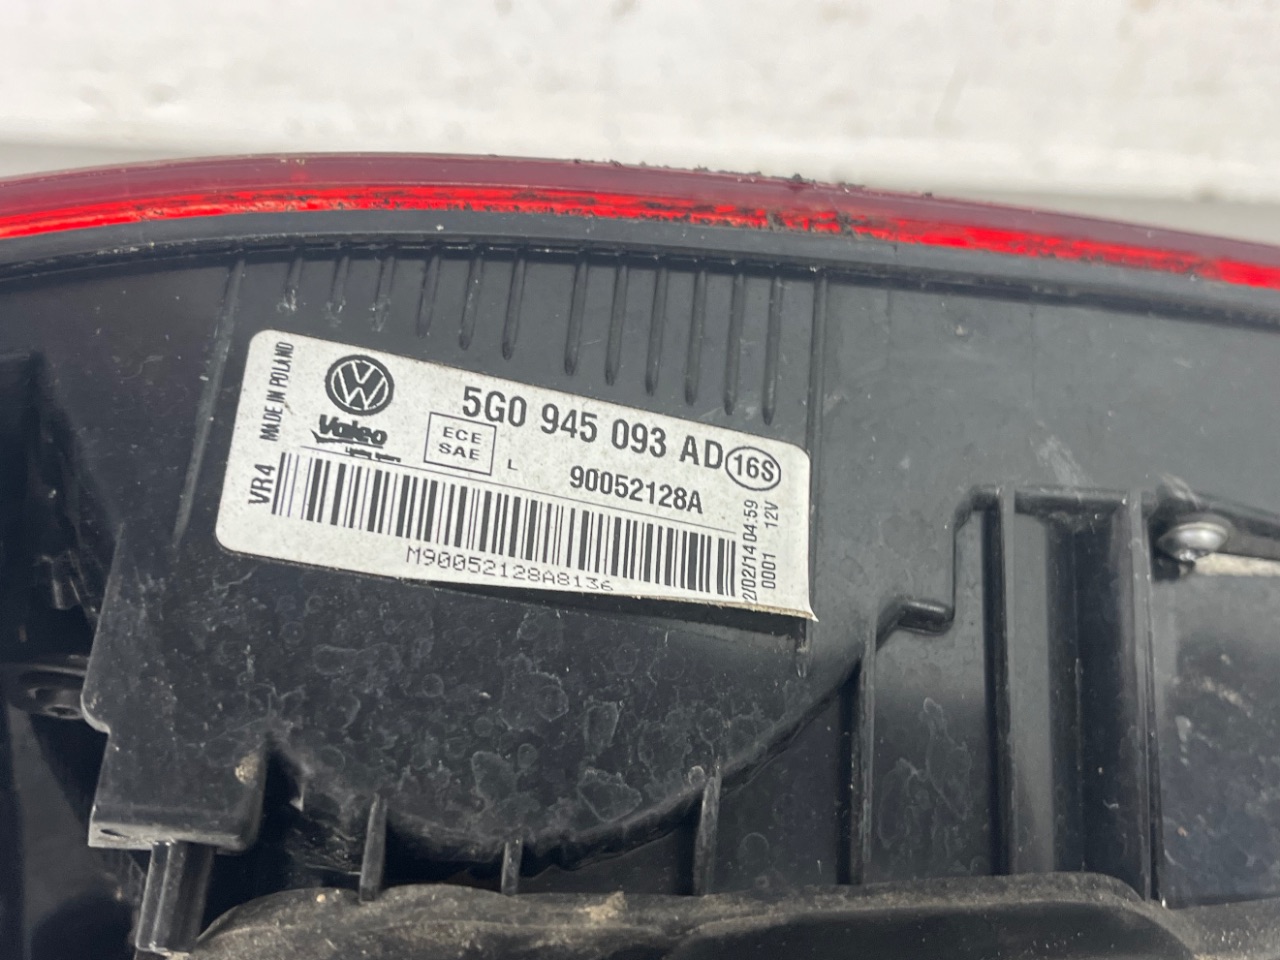 MADE IN POLAND
VW
Valeo
5G0 945 093 AD
16S
ECE
SAE
L
90052128A
VR4
M90052128A8136
2/02/14 04:59
0001 12V